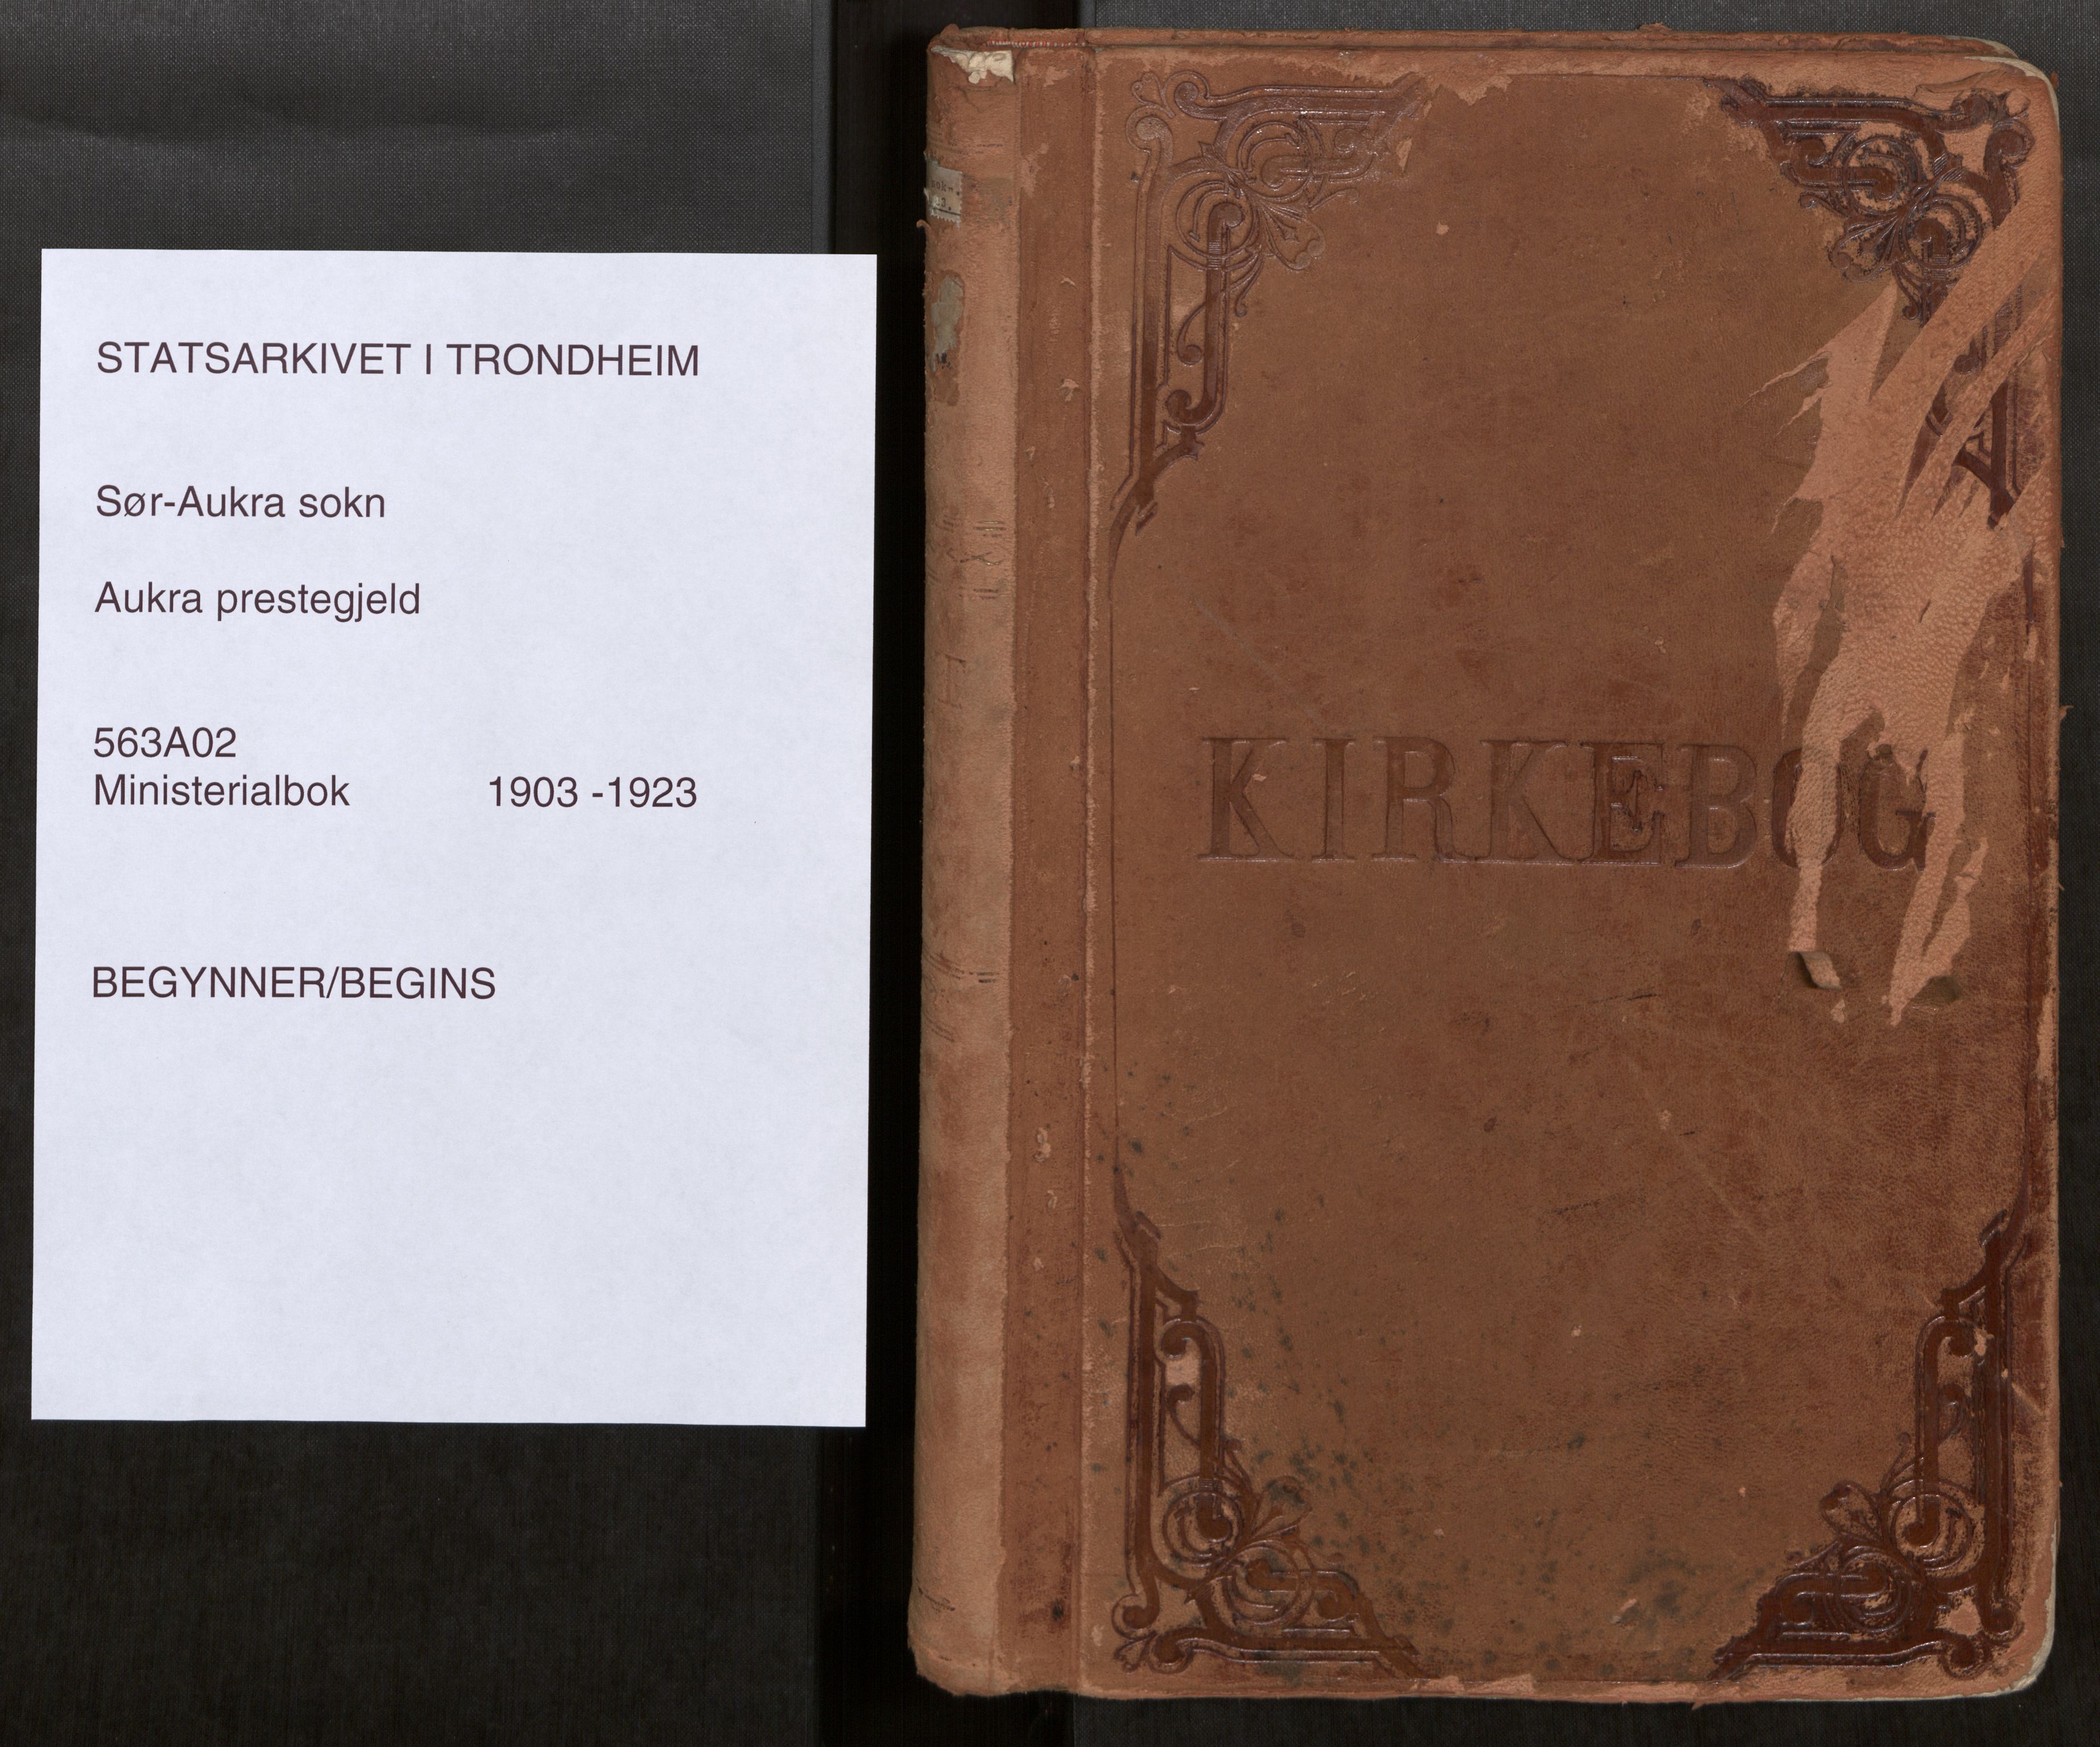 STATSARKIVET I TRONDHEIM
Sør-Aukra sokn
Aukra prestegjeld
563A02
Ministerialbok 1903 -1923
BEGYNNER/BEGINS
KIRKEBOG